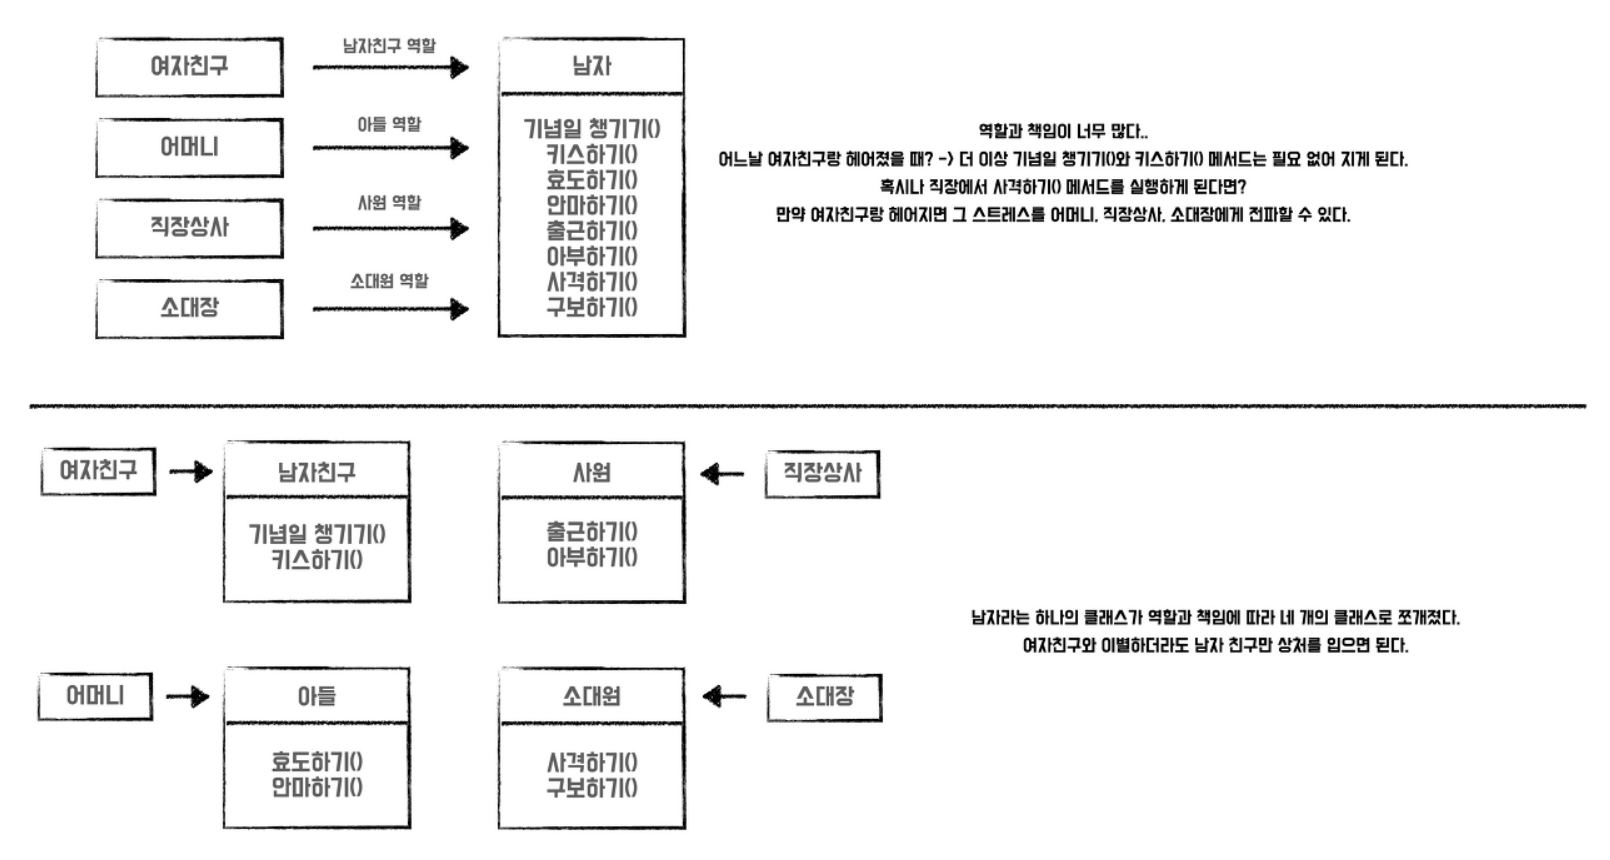 여자친구
남자친구 역할
어머니
아들 역할
직장상사
사원 역할
소대장
소대원 역할
남자
기념일 챙기기()
키스하기()
효도하기()
안마하기()
출근하기()
아부하기()
사격하기()
구보하기()
역할과 책임이 너무 많다..
어느날 여자친구랑 헤어졌을 때? -> 더 이상 기념일 챙기기()와 키스하기() 메서드는 필요 없어 지게 된다.
혹시나 직장에서 사격하기() 메서드를 실행하게 된다면?
만약 여자친구랑 헤어지면 그 스트레스를 어머니, 직장상사, 소대장에게 전파할 수 있다.
여자친구
남자친구
기념일 챙기기()
키스하기()
사원
출근하기()
아부하기()
직장상사
어머니
아들
효도하기()
안마하기()
소대원
사격하기()
구보하기()
소대장
남자라는 하나의 클래스가 역할과 책임에 따라 네 개의 클래스로 쪼개졌다.
여자친구와 이별하더라도 남자 친구만 상처를 입으면 된다.